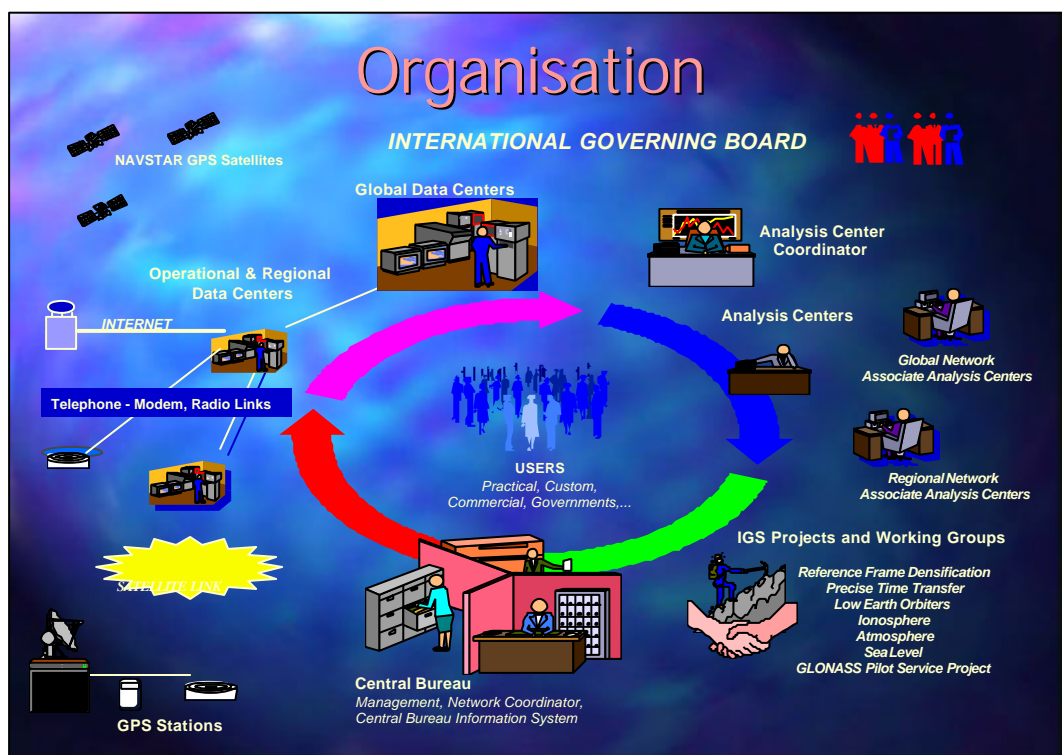 Organisation
INTERNATIONAL GOVERNING BOARD
NAVSTAR GPS Satellites
Global Data Centers
Analysis Center
Coordinator
Operational & Regional
Data Centers
INTERNET
Analysis Centers
Global Network
Associate Analysis Centers
Telephone - Modem, Radio Links
USERS
Practical, Custom,
Commercial, Governments,...
Regional Network
Associate Analysis Centers
IGS Projects and Working Groups
Reference Frame Densification
Precise Time Transfer
Low Earth Orbiters
Ionosphere
Atmosphere
Sea Level
GLONASS Pilot Service Project
SATELLITE LINK
Central Bureau
Management, Network Coordinator,
Central Bureau Information System
GPS Stations